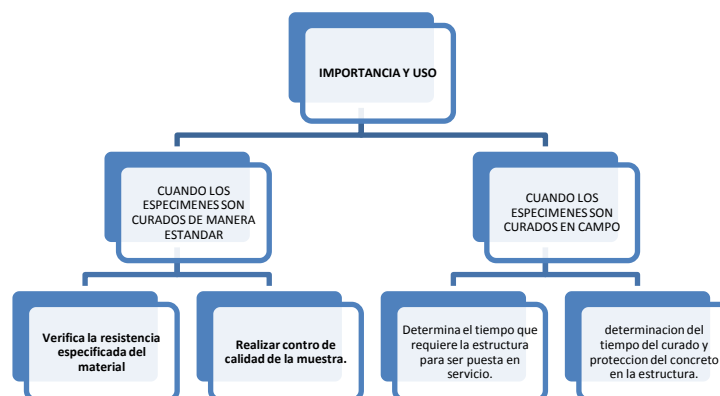 IMPORTANCIA Y USO
CUANDO LOS
ESPECIMENES SON
CURADOS DE MANERA
ESTANDAR
CUANDO LOS
ESPECIMENES SON
CURADOS EN CAMPO
Verifica la resistencia
especificada del
material
Realizar contro de
calidad de la muestra.
Determina el tiempo que
requiere la estructura
para ser puesta en
servicio.
determinacion del
tiempo del curado y
proteccion del concreto
en la estructura.